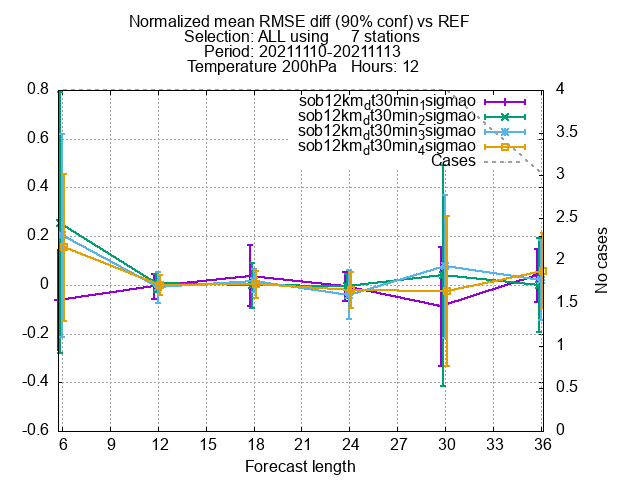 Normalized mean RMSE diff (90% conf) vs REF
Selection: ALL using 7 stations
Period: 20211110-20211113
Temperature 200hPa Hours: 12
sob12km_dt30min_1sigmao
sob12km_dt30min_2sigmao
sob12km_dt30min_3sigmao
sob12km_dt30min_4sigmao
Cases
0.8
0.6
0.4
0.2
0
-0.2
-0.4
-0.6
4
3.5
3
2.5
2
1.5
1
0.5
0
No cases
6 9 12 15 18 21 24 27 30 33 36
Forecast length